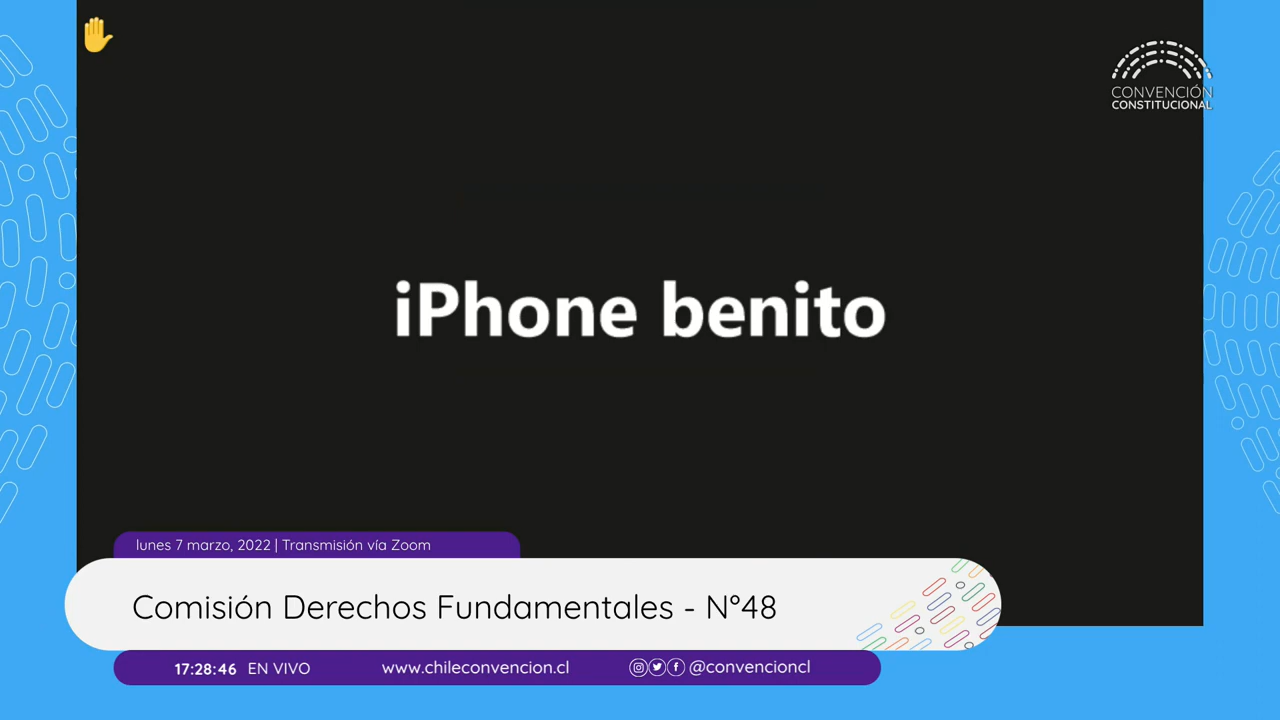 CONVENCIÓN
CONSTITUCIONAL
iPhone benito
lunes 7 marzo, 2022 | Transmisión vía Zoom
Comisión Derechos Fundamentales - N°48
17:28:46 EN VIVO www.chileconvencion.cl @convencioncl